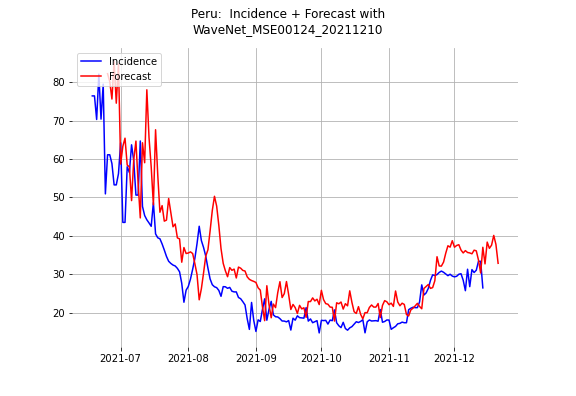 Peru: Incidence + Forecast with
WaveNet_MSE00124_20211210
Incidence
Forecast
80
70
60
50
40
30
20
2021-07 2021-08 2021-09 2021-10 2021-11 2021-12